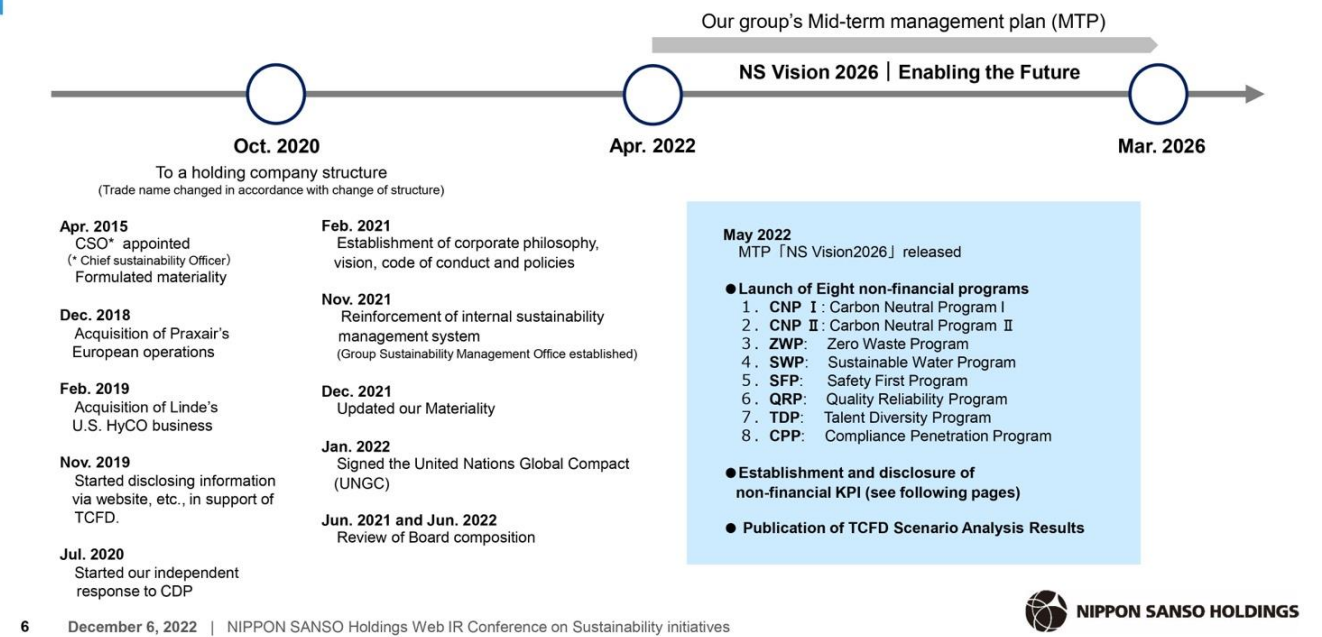 Our group's Mid-term management plan (MTP)
NS Vision 2026｜Enabling the Future
Oct. 2020
Apr. 2022
Mar. 2026
To a holding company structure
(Trade name changed in accordance with change of structure)
Apr. 2015
CSO* appointed
(* Chief sustainability Officer)
Formulated materiality
Dec. 2018
Acquisition of Praxair's
European operations
Feb. 2019
Acquisition of Linde's
U.S. HyCO business
Nov. 2019
Started disclosing information
via website, etc., in support of
TCFD.
Jul. 2020
Started our independent
response to CDP
Feb. 2021
Establishment of corporate philosophy,
vision, code of conduct and policies
Nov. 2021
Reinforcement of internal sustainability
management system
(Group Sustainability Management Office established)
Dec. 2021
Updated our Materiality
Jan. 2022
Signed the United Nations Global Compact
(UNGC)
Jun. 2021 and Jun. 2022
Review of Board composition
May 2022
MTP「NS Vision2026」released
●Launch of Eight non-financial programs
1. CNP Ⅰ: Carbon Neutral Program I
2. CNP Ⅱ: Carbon Neutral Program Ⅱ
3. ZWP: Zero Waste Program
4. SWP: Sustainable Water Program
5. SFP: Safety First Program
6. QRP: Quality Reliability Program
7. TDP: Talent Diversity Program
8. CPP: Compliance Penetration Program
●Establishment and disclosure of
non-financial KPI (see following pages)
● Publication of TCFD Scenario Analysis Results
NIPPON SANSO HOLDINGS
6 December 6, 2022 | NIPPON SANSO Holdings Web IR Conference on Sustainability initiatives